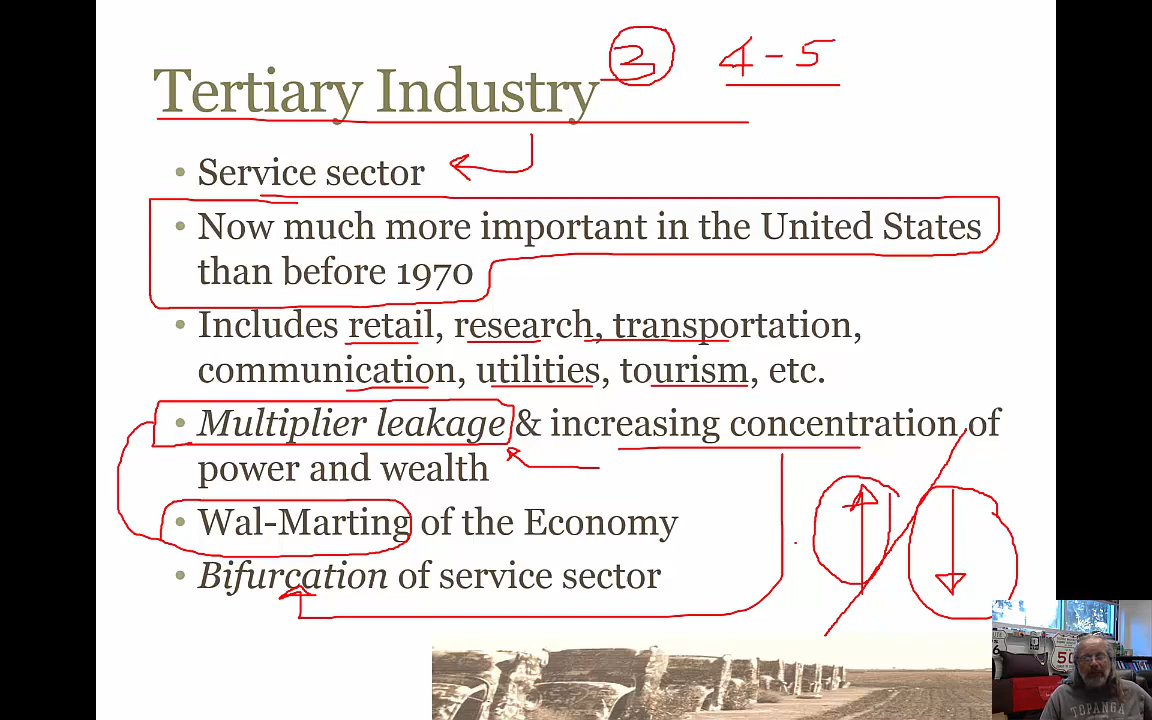 Tertiary Industry 3 4-5
• Service sector
• Now much more important in the United States
than before 1970
• Includes retail, research, transportation,
communication, utilities, tourism, etc.
• Multiplier leakage & increasing concentration of
power and wealth
• Wal-Marting of the Economy
• Bifurcation of service sector
TOPANGA